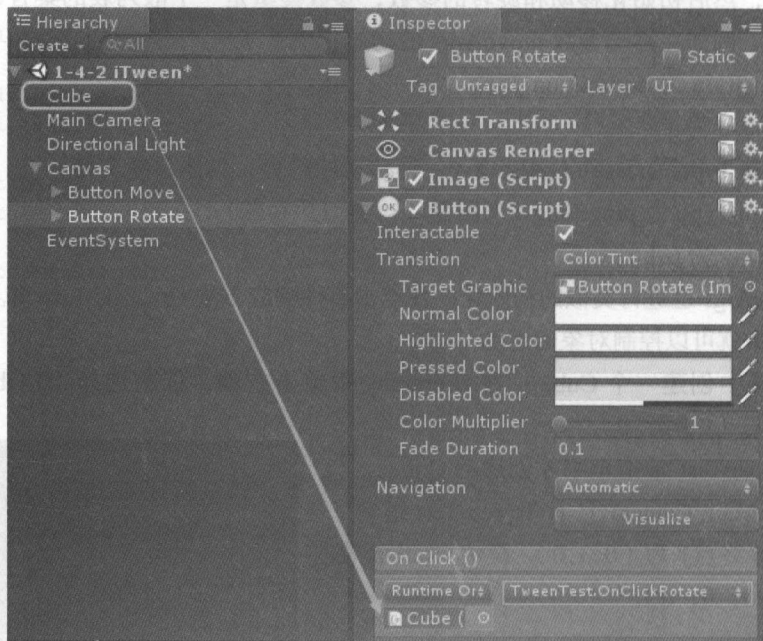 Hierarchy
Create
All
1-4-2 iTween*
Cube
Main Camera
Directional Light
Canvas
Button Move
Button Rotate
EventSystem
Inspector
Button Rotate
Static
Tag Untagged Layer UI
Rect Transform
Canvas Renderer
Image (Script)
OK Button (Script)
Interactable
Transition Color Tint
Target Graphic Button Rotate (Im
Normal Color
Highlighted Color
Pressed Color
Disabled Color
Color Multiplier 1
Fade Duration 0.1
Navigation Automatic
Visualize
On Click ()
Runtime Or TweenTest.OnClickRotate
Cube (